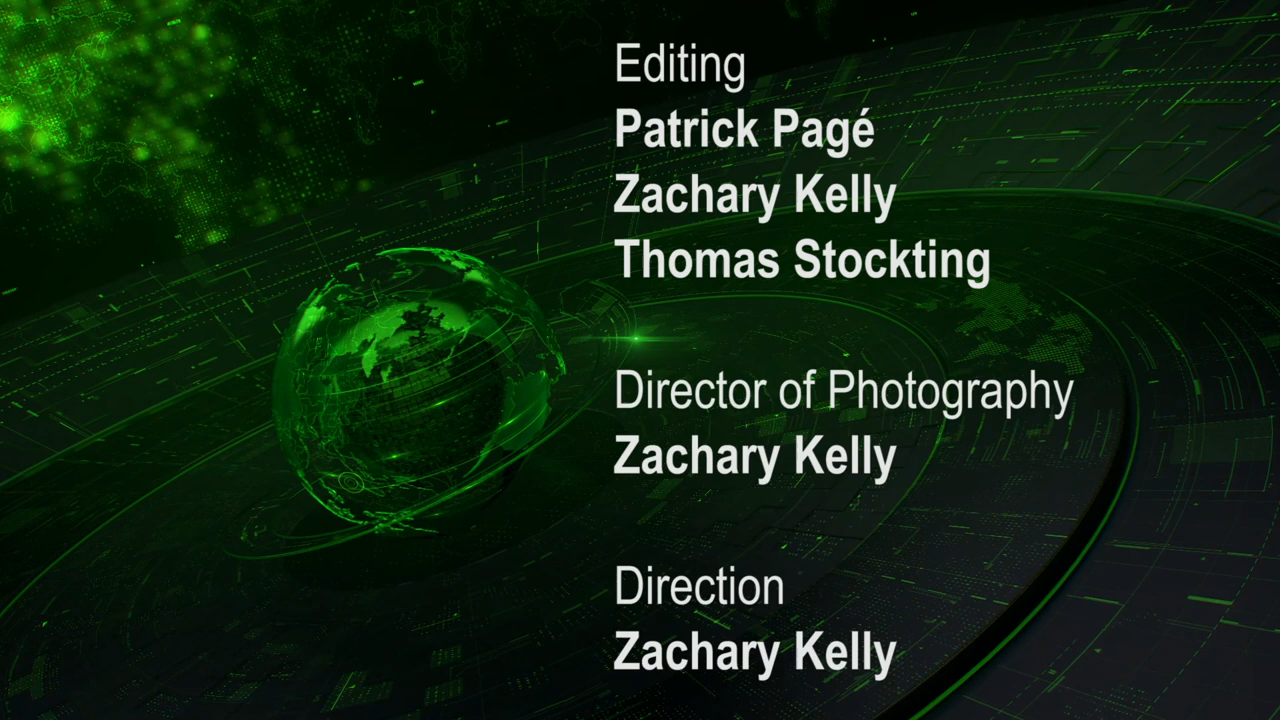 Editing
Patrick Pagé
Zachary Kelly
Thomas Stockting
Director of Photography
Zachary Kelly
Direction
Zachary Kelly